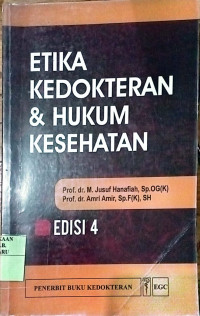 ETIKA
KEDOKTERAN
& HUKUM
KESEHATAN
Prof. dr. M. Jusuf Hanafiah, Sp.OG(K)
Prof. dr. Amri Amir, Sp.F(K), SH
EDISI 4
PENERBIT BUKU KEDOKTERAN
EGC